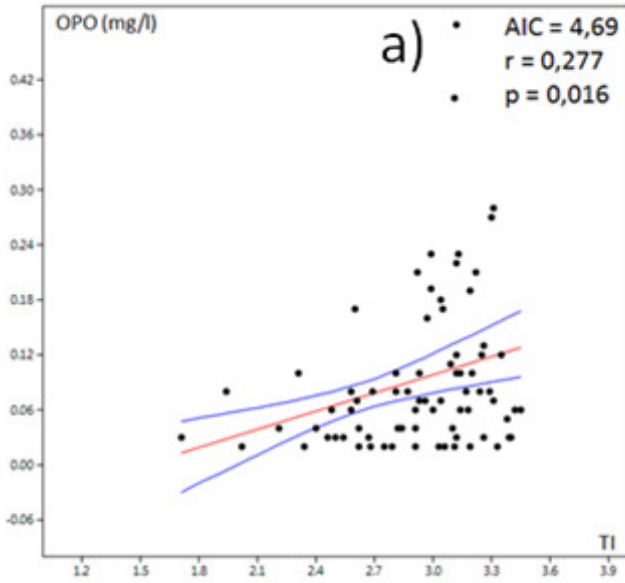 OPO (mg/l)
a)
AIC = 4,69
r = 0,277
p = 0,016
0.42
0.36
0.30
0.24
0.18
0.12
0.06
0.00
-0.06
TI
1.2 1.5 1.8 2.1 2.4 2.7 3.0 3.3 3.6 3.9